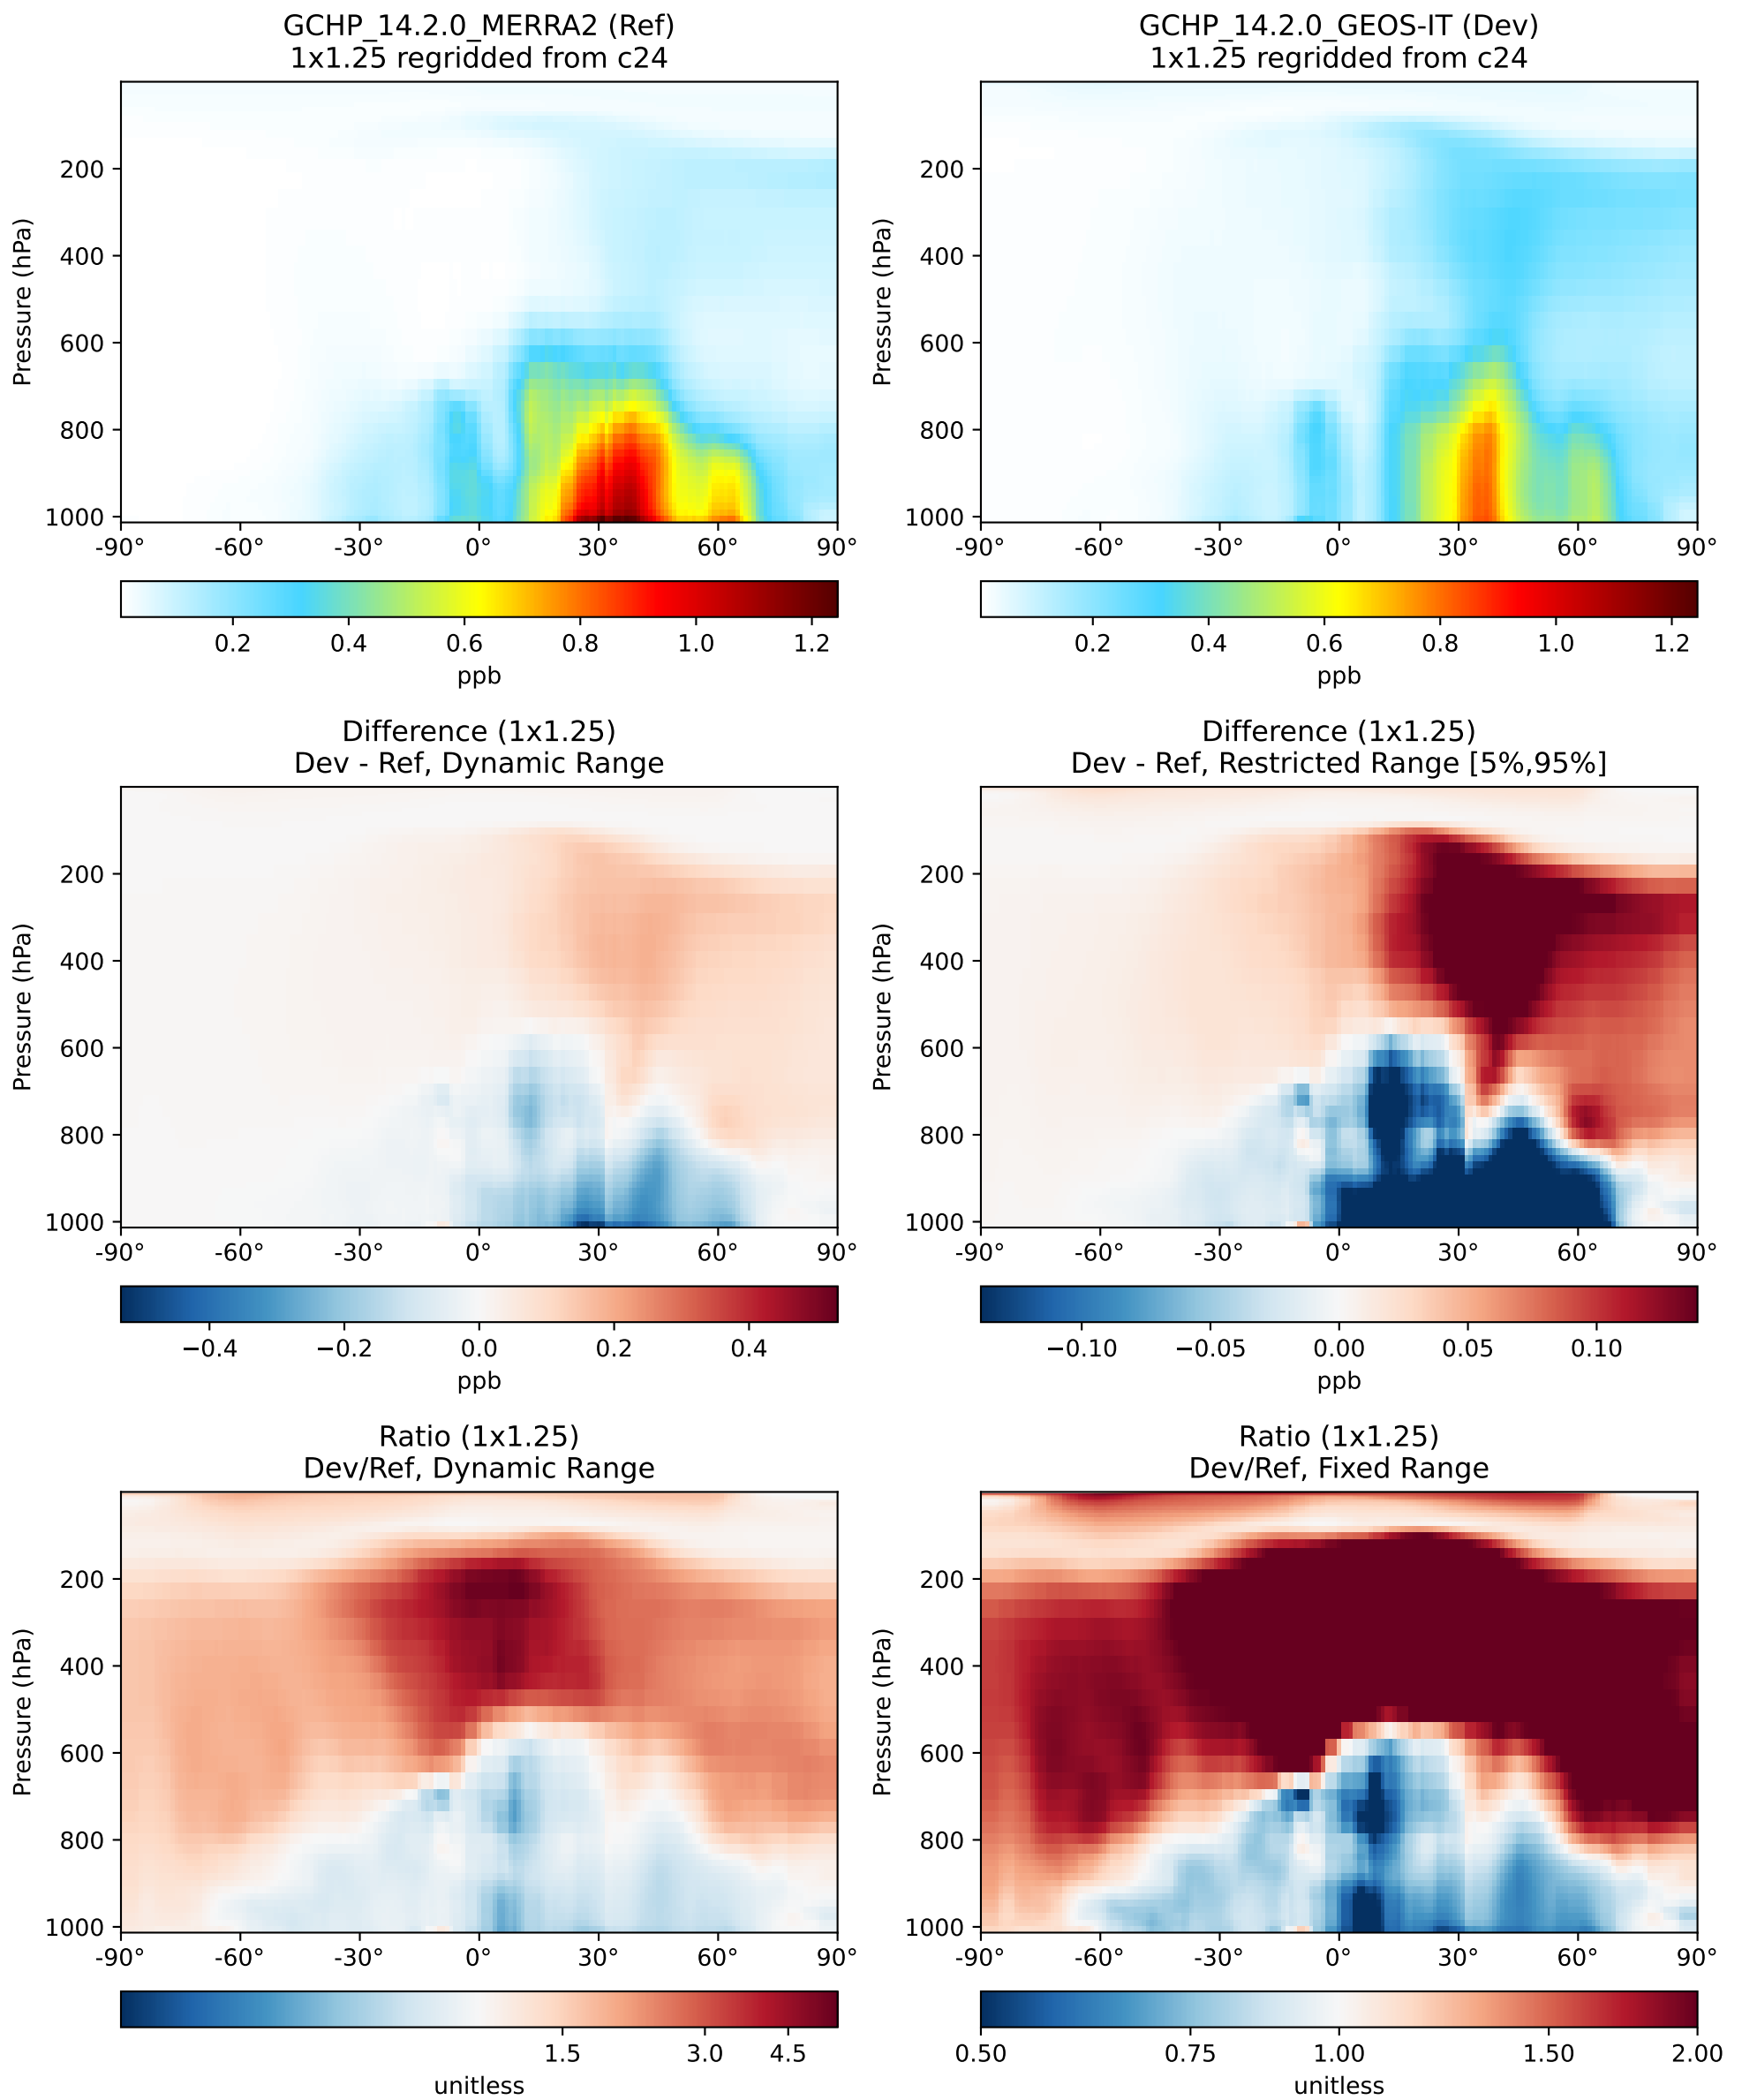 GCHP_14.2.0_MERRA2 (Ref)
1x1.25 regridded from c24
Pressure (hPa)
200
400
600
800
1000
-90° -60° -30° 0° 30° 60° 90°
0.2 0.4 0.6 0.8 1.0 1.2
ppb
GCHP_14.2.0_GEOS-IT (Dev)
1x1.25 regridded from c24
Pressure (hPa)
200
400
600
800
1000
-90° -60° -30° 0° 30° 60° 90°
0.2 0.4 0.6 0.8 1.0 1.2
ppb
Difference (1x1.25)
Dev - Ref, Dynamic Range
Pressure (hPa)
200
400
600
800
1000
-90° -60° -30° 0° 30° 60° 90°
−0.4 −0.2 0.0 0.2 0.4
ppb
Difference (1x1.25)
Dev - Ref, Restricted Range [5%,95%]
Pressure (hPa)
200
400
600
800
1000
-90° -60° -30° 0° 30° 60° 90°
−0.10 −0.05 0.00 0.05 0.10
ppb
Ratio (1x1.25)
Dev/Ref, Dynamic Range
Pressure (hPa)
200
400
600
800
1000
-90° -60° -30° 0° 30° 60° 90°
1.5 3.0 4.5
unitless
Ratio (1x1.25)
Dev/Ref, Fixed Range
Pressure (hPa)
200
400
600
800
1000
-90° -60° -30° 0° 30° 60° 90°
0.50 0.75 1.00 1.50 2.00
unitless